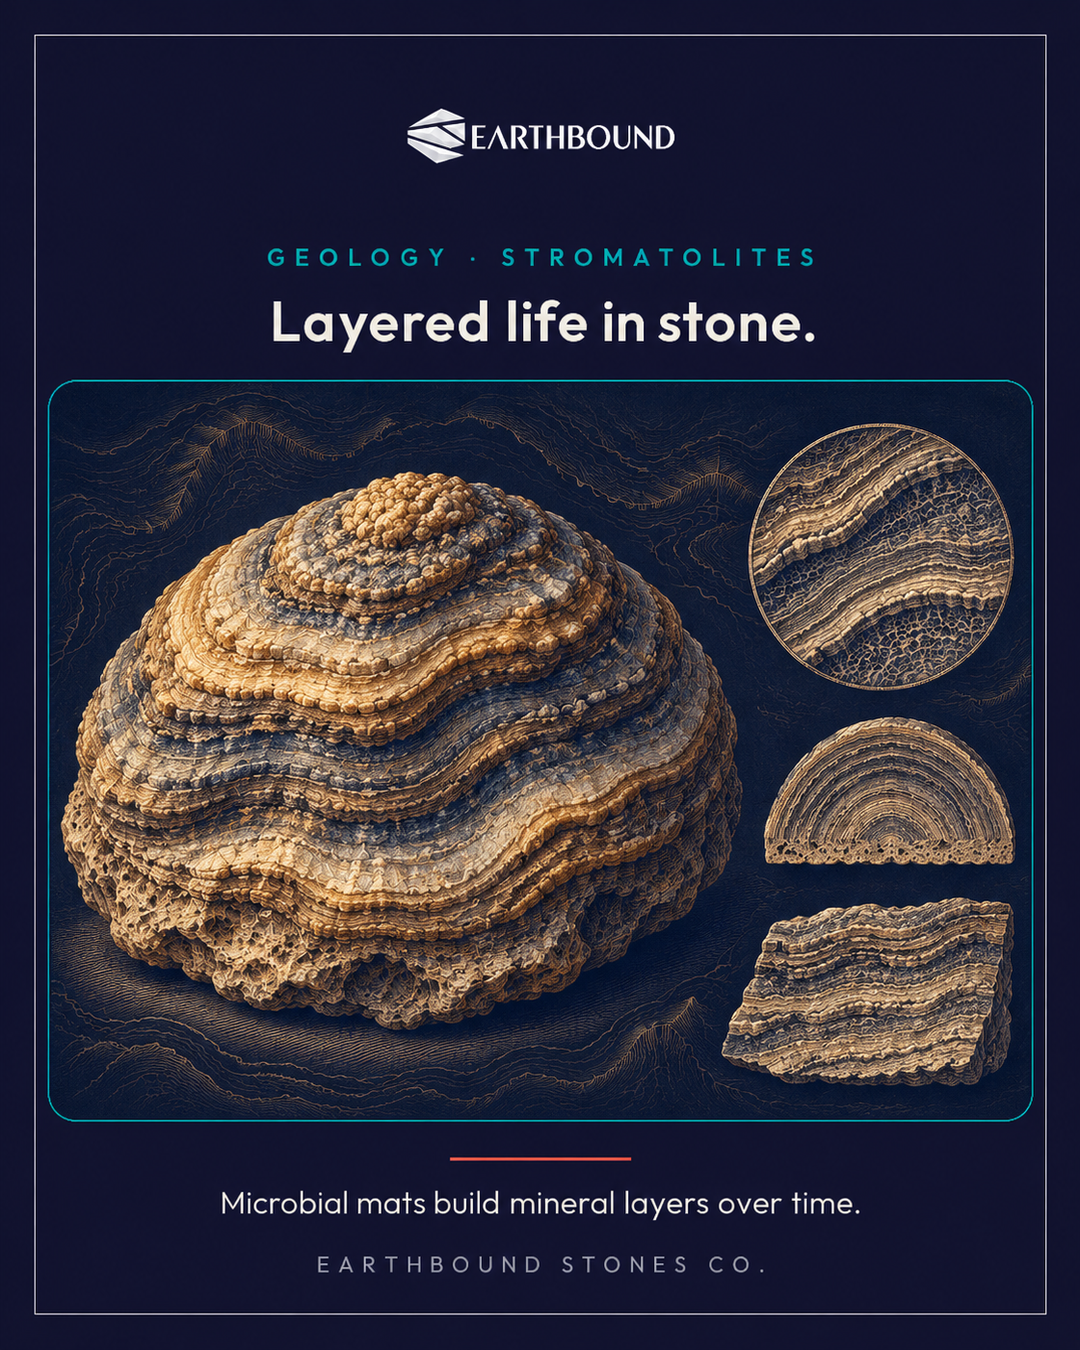 EARTHBOUND
GEOLOGY · STROMATOLITES
Layered life in stone.
Microbial mats build mineral layers over time.
EARTHBOUND STONES CO.